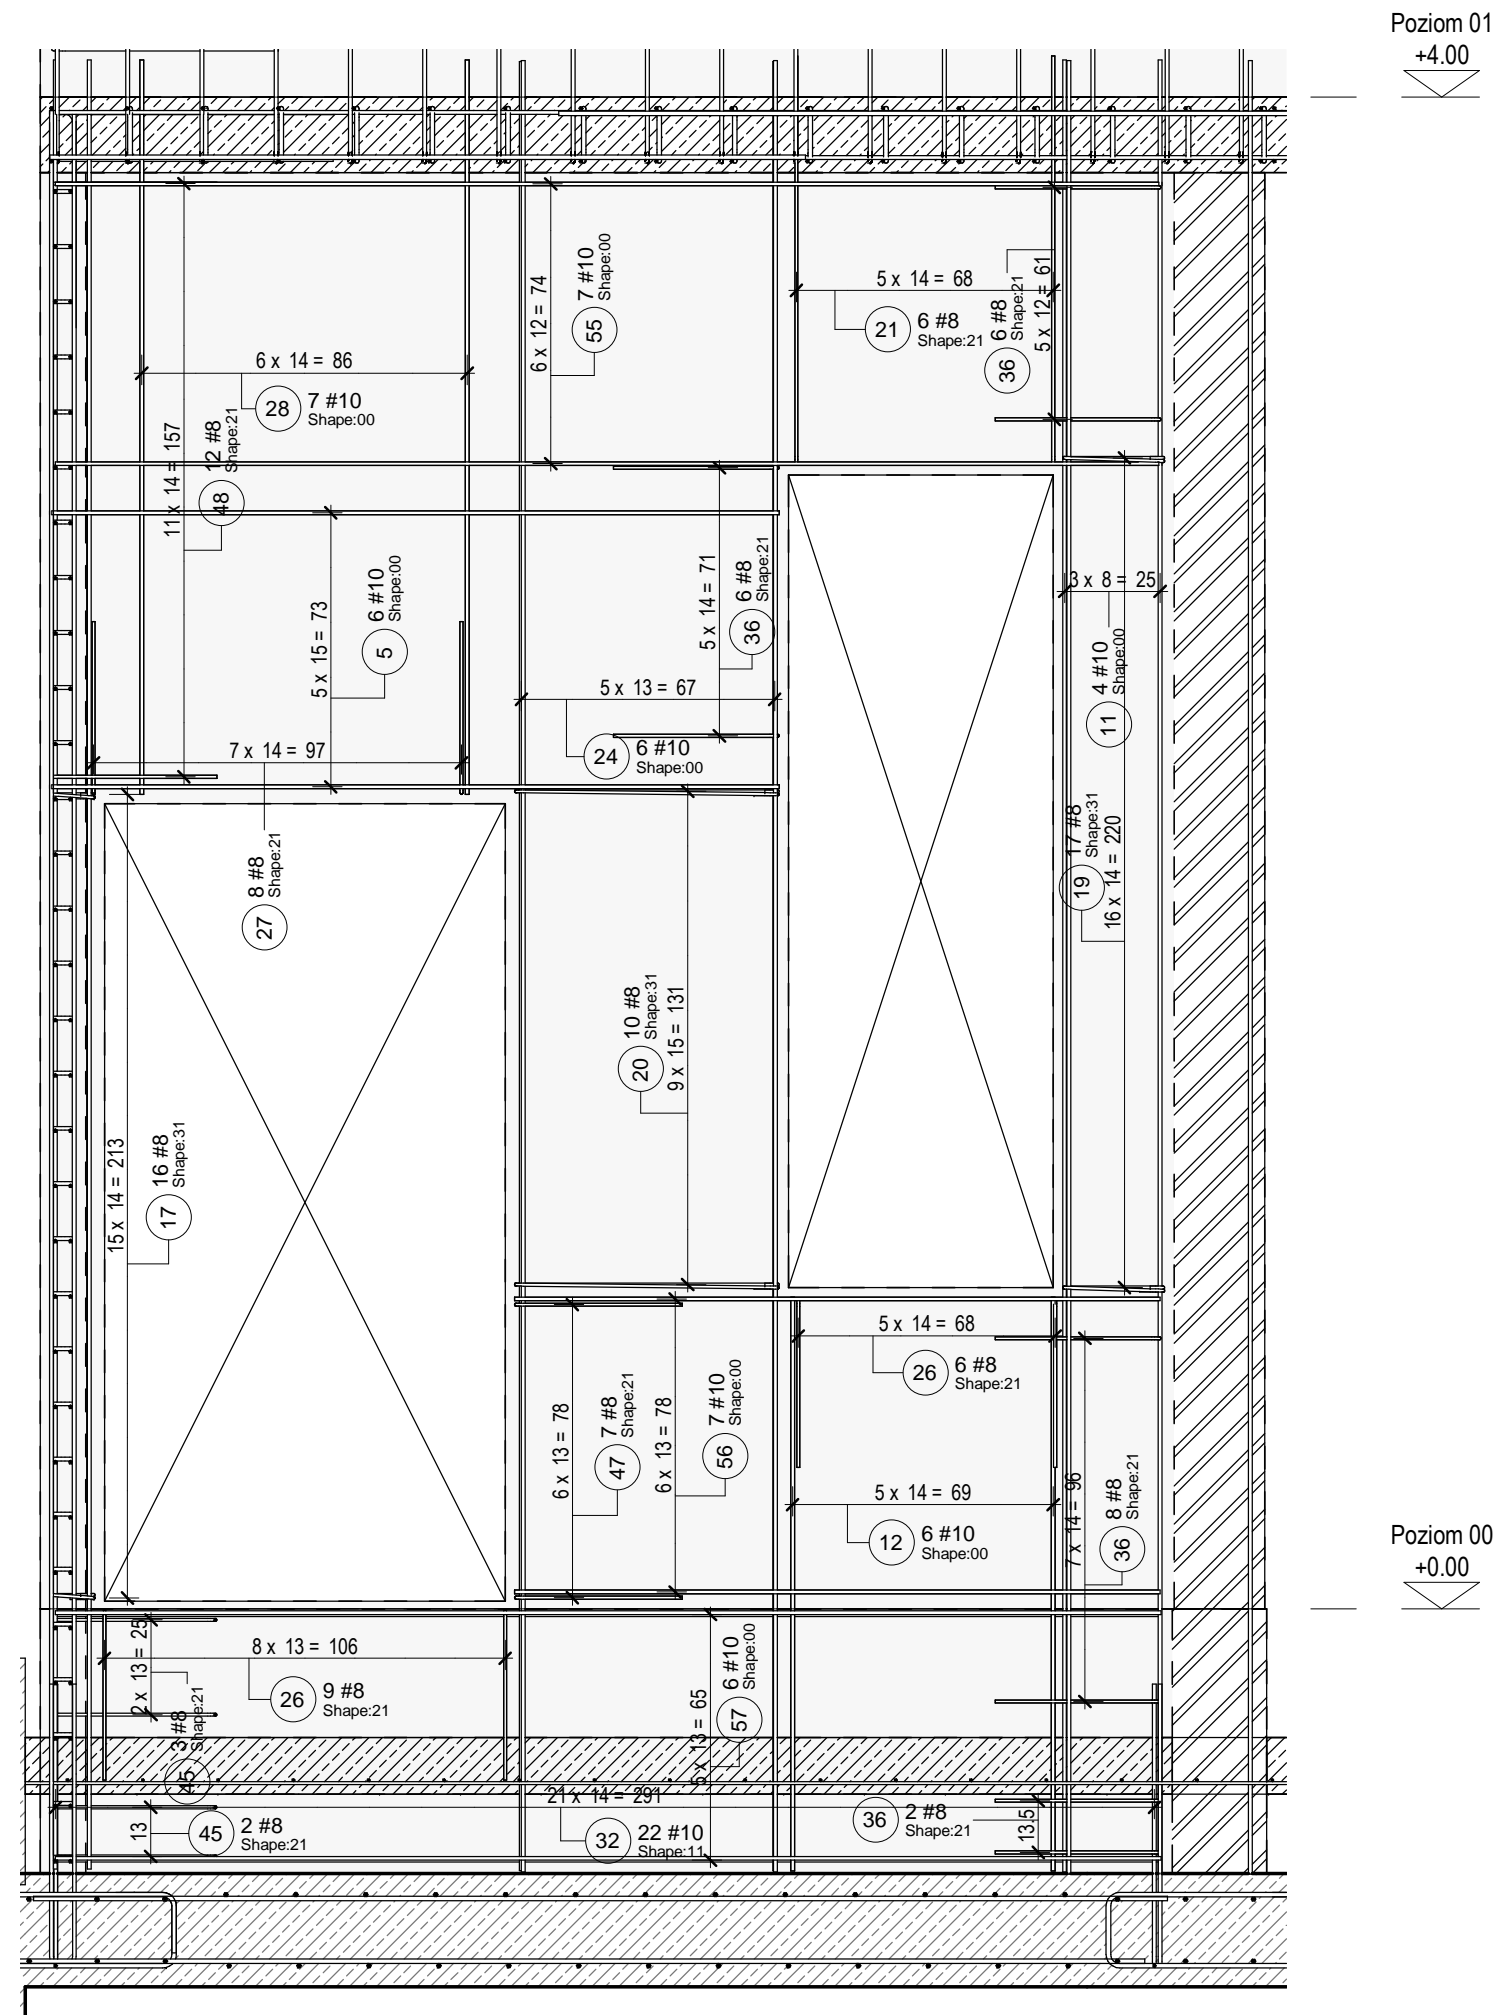 Poziom 01
+4.00
5 x 14 = 68
21
6 #8
Shape:21
36
6 #8
Shape:21
5 x 12 = 61
6 x 12 = 74
55
7 #10
Shape:00
6 x 14 = 86
28
7 #10
Shape:00
11 x 14 = 157
48
12 #8
Shape:21
5 x 15 = 73
5
6 #10
Shape:00
5 x 14 = 71
36
6 #8
Shape:21
3 x 8 = 25
11
4 #10
Shape:00
5 x 13 = 67
24
6 #10
Shape:00
7 x 14 = 97
27
8 #8
Shape:21
19
17 #8
Shape:31
16 x 14 = 220
20
10 #8
Shape:31
9 x 15 = 131
15 x 14 = 213
17
16 #8
Shape:31
5 x 14 = 68
26
6 #8
Shape:21
6 x 13 = 78
47
7 #8
Shape:21
6 x 13 = 78
56
7 #10
Shape:00
5 x 14 = 69
12
6 #10
Shape:00
7 x 14 = 96
36
8 #8
Shape:21
Poziom 00
+0.00
2 x 13 = 25
45
3 #8
Shape:21
8 x 13 = 106
26
9 #8
Shape:21
5 x 13 = 65
57
6 #10
Shape:00
21 x 14 = 291
32
22 #10
Shape:11
13
45
2 #8
Shape:21
36
2 #8
Shape:21
13.5